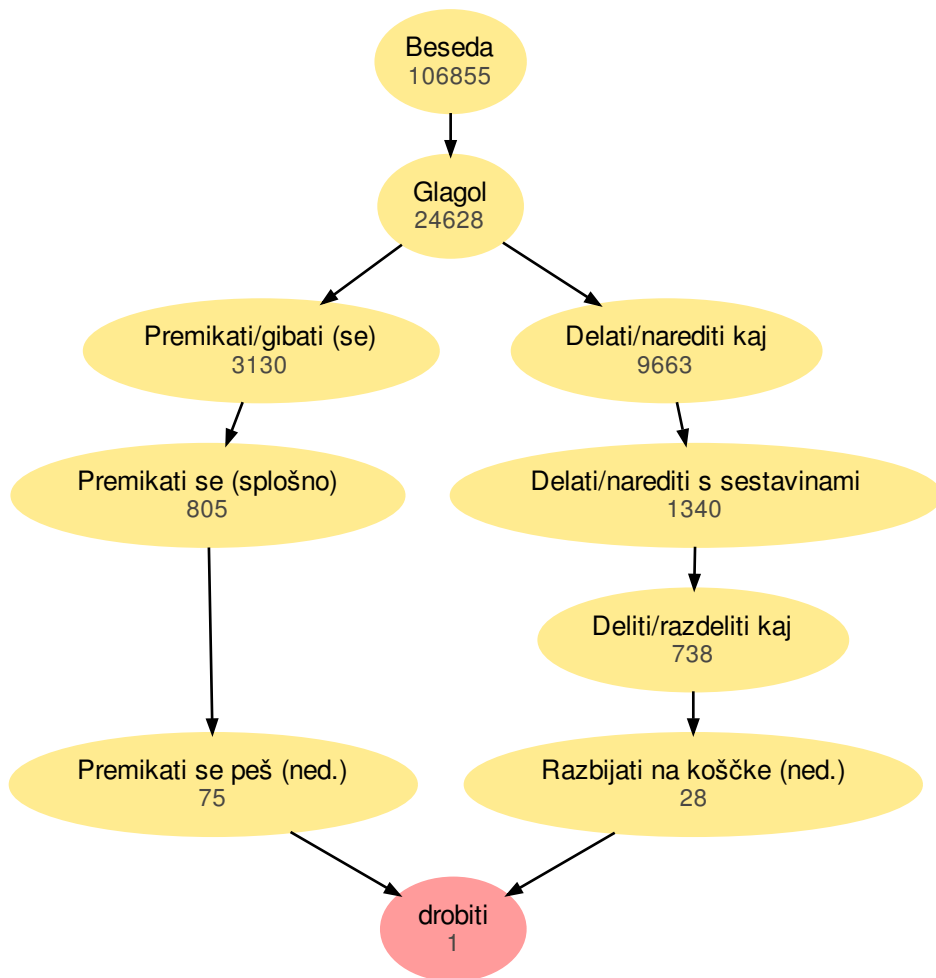 Beseda
106855
Glagol
24628
Premikati/gibati (se)
3130
Delati/narediti kaj
9663
Premikati se (splošno)
805
Delati/narediti s sestavinami
1340
Deliti/razdeliti kaj
738
Premikati se peš (ned.)
75
Razbijati na koščke (ned.)
28
drobiti
1